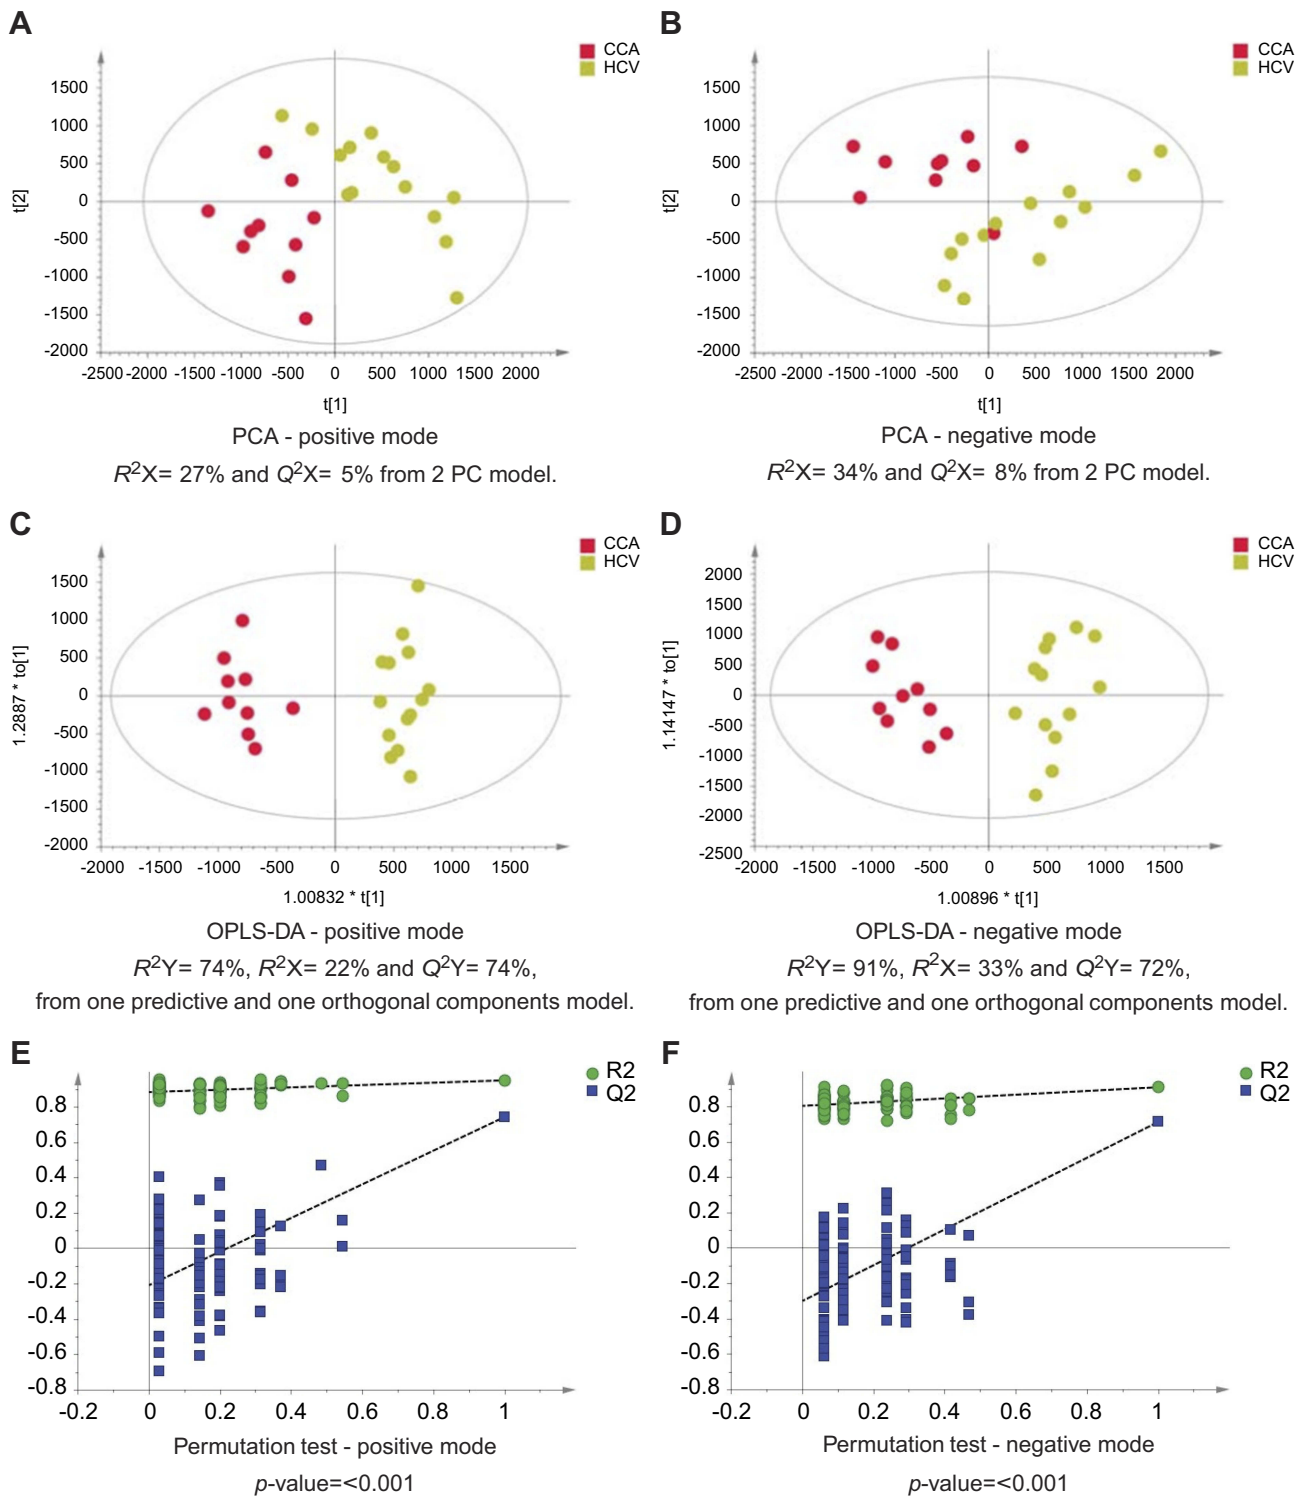 A
CCA
HCV
1500
1000
500
0
-500
-1000
-1500
-2000
t[2]
-2500 -2000 -1500 -1000 -500 0 500 1000 1500 2000
t[1]
PCA - positive mode
R²X= 27% and Q²X= 5% from 2 PC model.
B
CCA
HCV
1500
1000
500
0
-500
-1000
-1500
-2000
t[2]
-2500 -2000 -1500 -1000 -500 0 500 1000 1500 2000
t[1]
PCA - negative mode
R²X= 34% and Q²X= 8% from 2 PC model.
C
CCA
HCV
1500
1000
500
0
-500
-1000
-1500
-2000
1.2887 * to[1]
-2000 -1500 -1000 -500 0 500 1000 1500
1.00832 * t[1]
OPLS-DA - positive mode
R²Y= 74%, R²X= 22% and Q²Y= 74%,
from one predictive and one orthogonal components model.
D
CCA
HCV
2000
1500
1000
500
0
-500
-1000
-1500
-2000
-2500
1.14147 * to[1]
-2000 -1500 -1000 -500 0 500 1000 1500
1.00896 * t[1]
OPLS-DA - negative mode
R²Y= 91%, R²X= 33% and Q²Y= 72%,
from one predictive and one orthogonal components model.
E
R2
Q2
0.8
0.6
0.4
0.2
0
-0.2
-0.4
-0.6
-0.8
-0.2 0 0.2 0.4 0.6 0.8 1
Permutation test - positive mode
p-value=<0.001
F
R2
Q2
0.8
0.6
0.4
0.2
0
-0.2
-0.4
-0.6
-0.8
-0.2 0 0.2 0.4 0.6 0.8 1
Permutation test - negative mode
p-value=<0.001